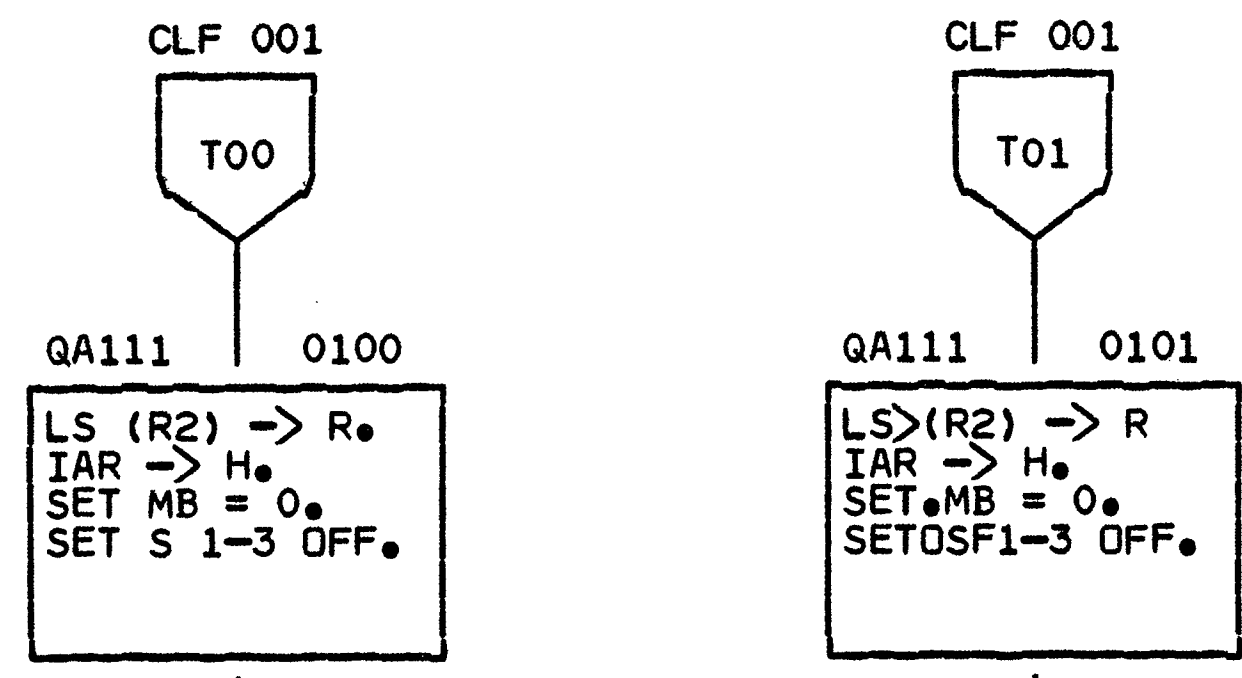 CLF 001
T00
QA111 0100
LS (R2) -> R.
IAR -> H.
SET MB = 0.
SET S 1-3 OFF.
CLF 001
T01
QA111 0101
LS>(R2) -> R
IAR -> H.
SET.MB = 0.
SETOSF1-3 OFF.